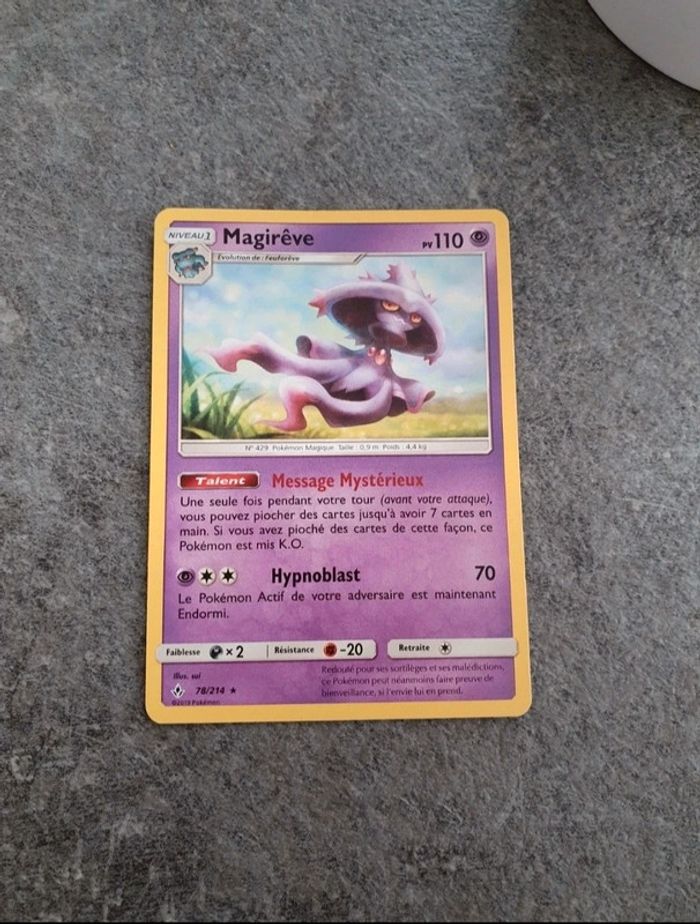 NIVEAU 1
Magirêve
PV 110
Évolution de : Feuforêve
N° 429 Pokémon Magique Taille : 0,9 m Poids : 4,4 kg
Talent Message Mystérieux
Une seule fois pendant votre tour (avant votre attaque),
vous pouvez piocher des cartes jusqu'à avoir 7 cartes en
main. Si vous avez pioché des cartes de cette façon, ce
Pokémon est mis K.O.
Hypnoblast 70
Le Pokémon Actif de votre adversaire est maintenant
Endormi.
Faiblesse ×2 Résistance -20 Retraite
Illus. sui
78/214 ★
©2019 Pokémon
Redouté pour ses sortilèges et ses malédictions,
ce Pokémon peut néanmoins faire preuve de
bienveillance, si l'envie lui en prend.